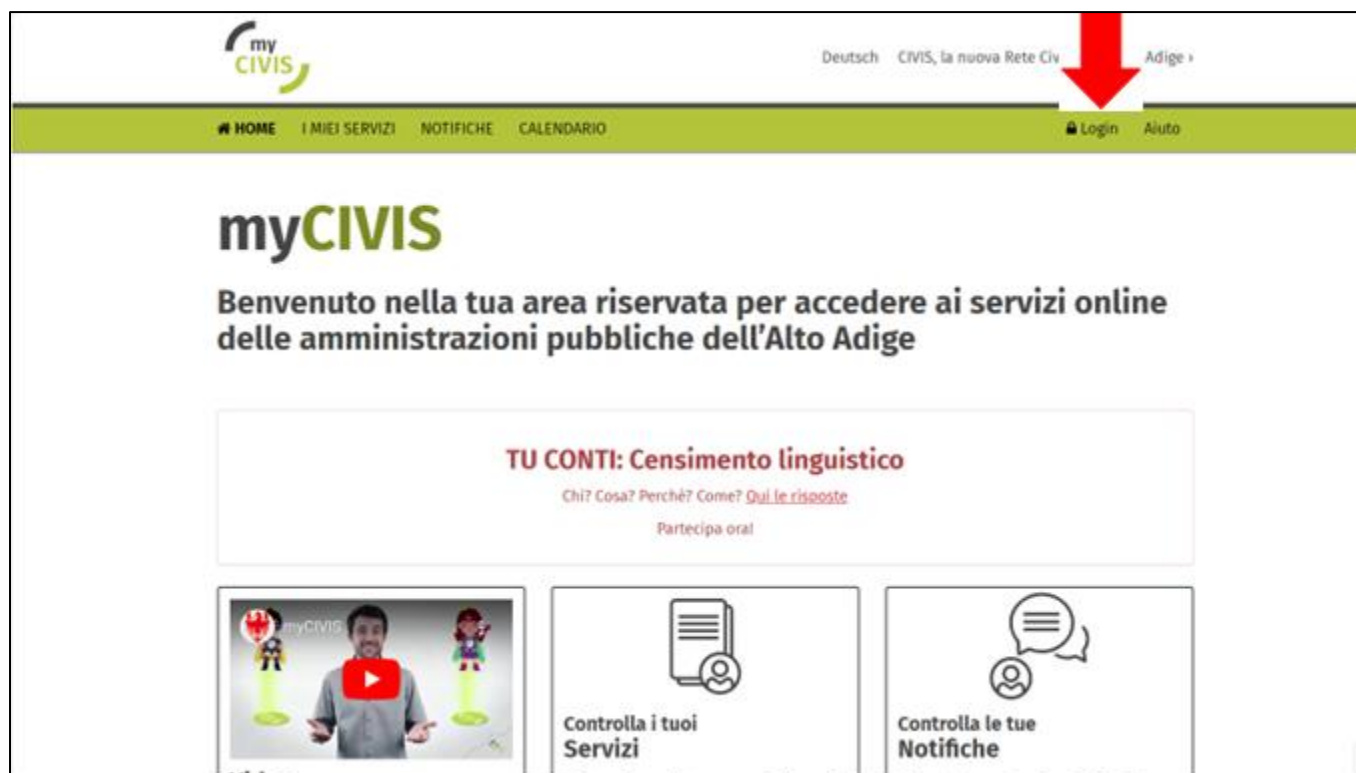 my
CIVIS
Deutsch CIVIS, la nuova Rete Adige ›
HOME I MIEI SERVIZI NOTIFICHE CALENDARIO Login Aiuto
myCIVIS
Benvenuto nella tua area riservata per accedere ai servizi online
delle amministrazioni pubbliche dell'Alto Adige
TU CONTI: Censimento linguistico
Chi? Cosa? Perchè? Come? Qui le risposte
Partecipa ora!
myCIVIS
Controlla i tuoi
Servizi
Controlla le tue
Notifiche